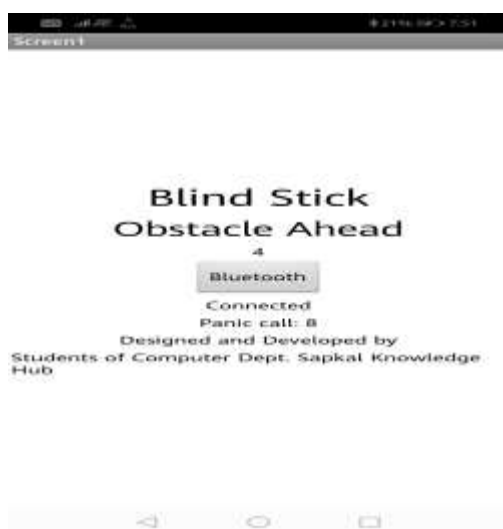 Screen1
Blind Stick
Obstacle Ahead
4
Bluetooth
Connected
Panic call: 8
Designed and Developed by
Students of Computer Dept. Sapkal Knowledge
Hub